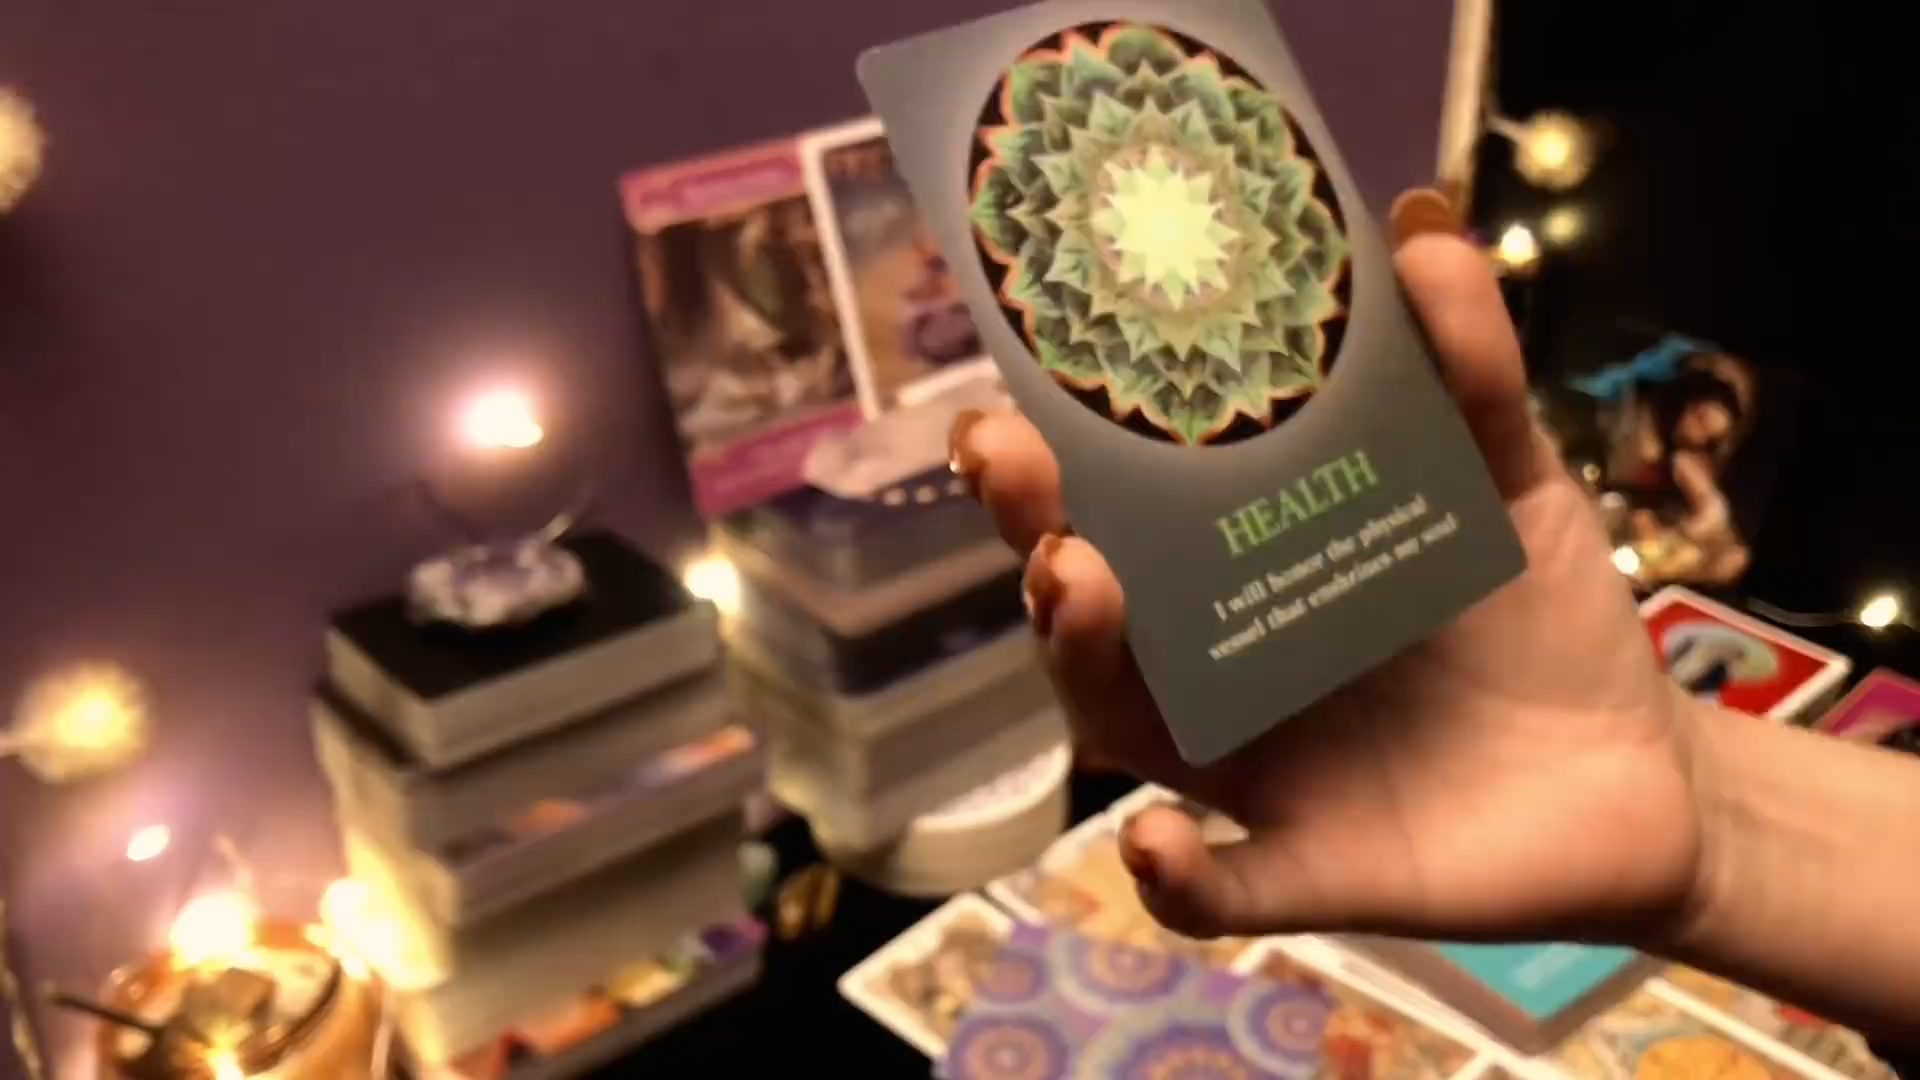 HEALTH
I will honor the physical
vessel that enshrines my soul